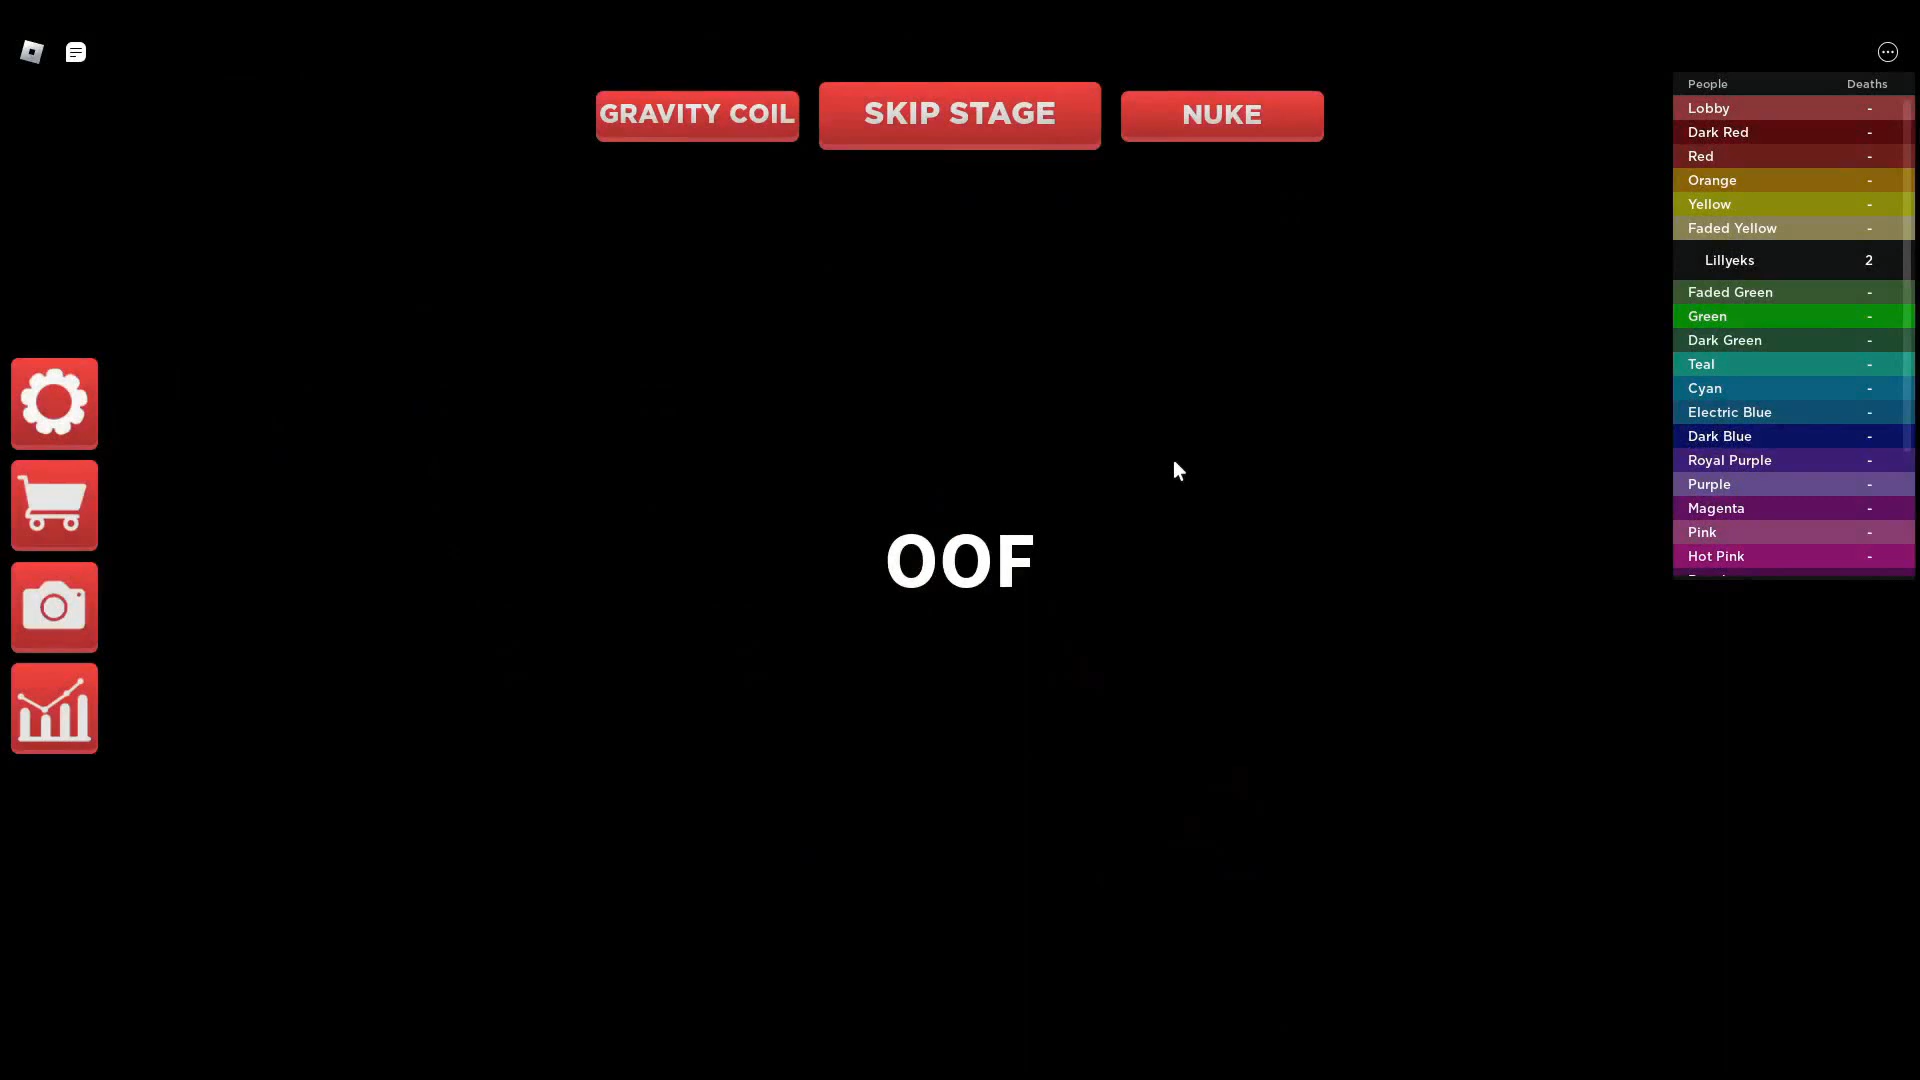 People Deaths
GRAVITY COIL
SKIP STAGE
NUKE
Lobby -
Dark Red -
Red -
Orange -
Yellow -
Faded Yellow -
Lillyeks 2
Faded Green -
Green -
Dark Green -
Teal -
Cyan -
Electric Blue -
Dark Blue -
Royal Purple -
Purple -
Magenta -
Pink -
Hot Pink -
OOF